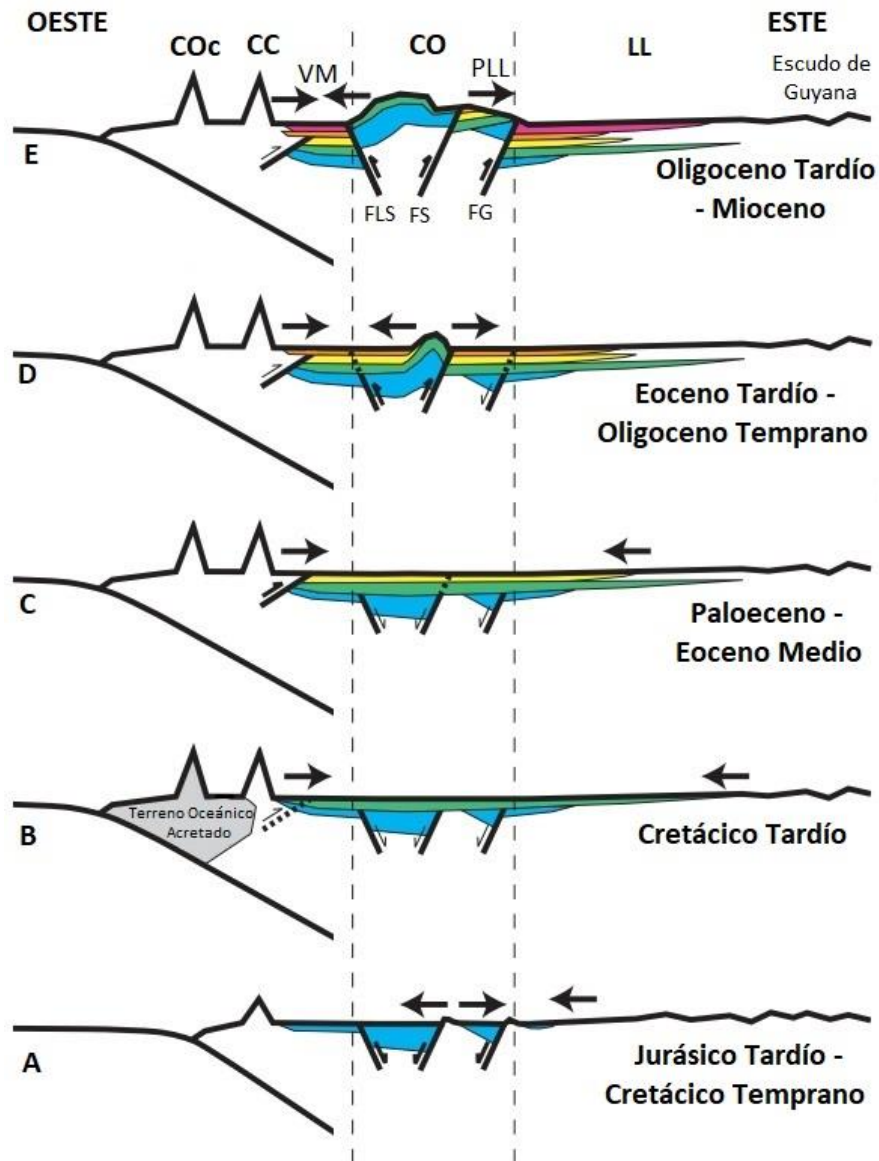 OESTE
COc
CC
CO
LL
ESTE
VM
PLL
Escudo de
Guyana
E
FLS
FS
FG
Oligoceno Tardío
- Mioceno
D
Eoceno Tardío -
Oligoceno Temprano
C
Paloeceno -
Eoceno Medio
Terreno Oceánico
Acretado
B
Cretácico Tardío
A
Jurásico Tardío -
Cretácico Temprano